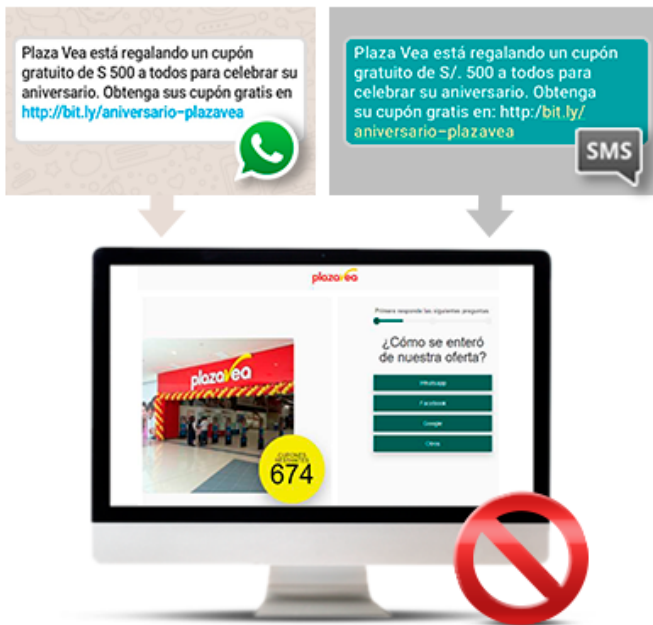 Plaza Vea está regalando un cupón
gratuito de S 500 a todos para celebrar su
aniversario. Obtenga sus cupón gratis en
http://bit.ly/aniversario-plazavea
Plaza Vea está regalando un cupón
gratuito de S/. 500 a todos para
celebrar su aniversario. Obtenga
su cupón gratis en: http:/bit.ly/
aniversario-plazavea
SMS
plazavea
plazavea
CUPONES
RESTANTES
674
Primero responda las siguientes preguntas
¿Cómo se enteró
de nuestra oferta?
Whatsapp
Facebook
Google
Otros